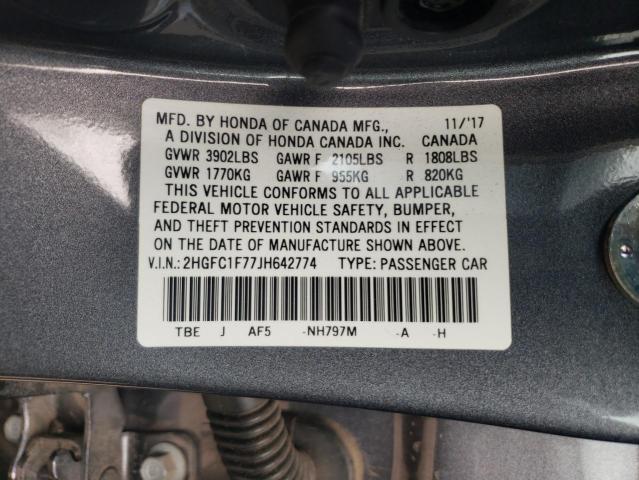 MFD. BY HONDA OF CANADA MFG., 11/'17
A DIVISION OF HONDA CANADA INC. CANADA
GVWR 3902LBS GAWR F 2105LBS R 1808LBS
GVWR 1770KG GAWR F 955KG R 820KG
THIS VEHICLE CONFORMS TO ALL APPLICABLE
FEDERAL MOTOR VEHICLE SAFETY, BUMPER,
AND THEFT PREVENTION STANDARDS IN EFFECT
ON THE DATE OF MANUFACTURE SHOWN ABOVE.
V.I.N.: 2HGFC1F77JH642774 TYPE: PASSENGER CAR
TBE J AF5 -NH797M -A -H